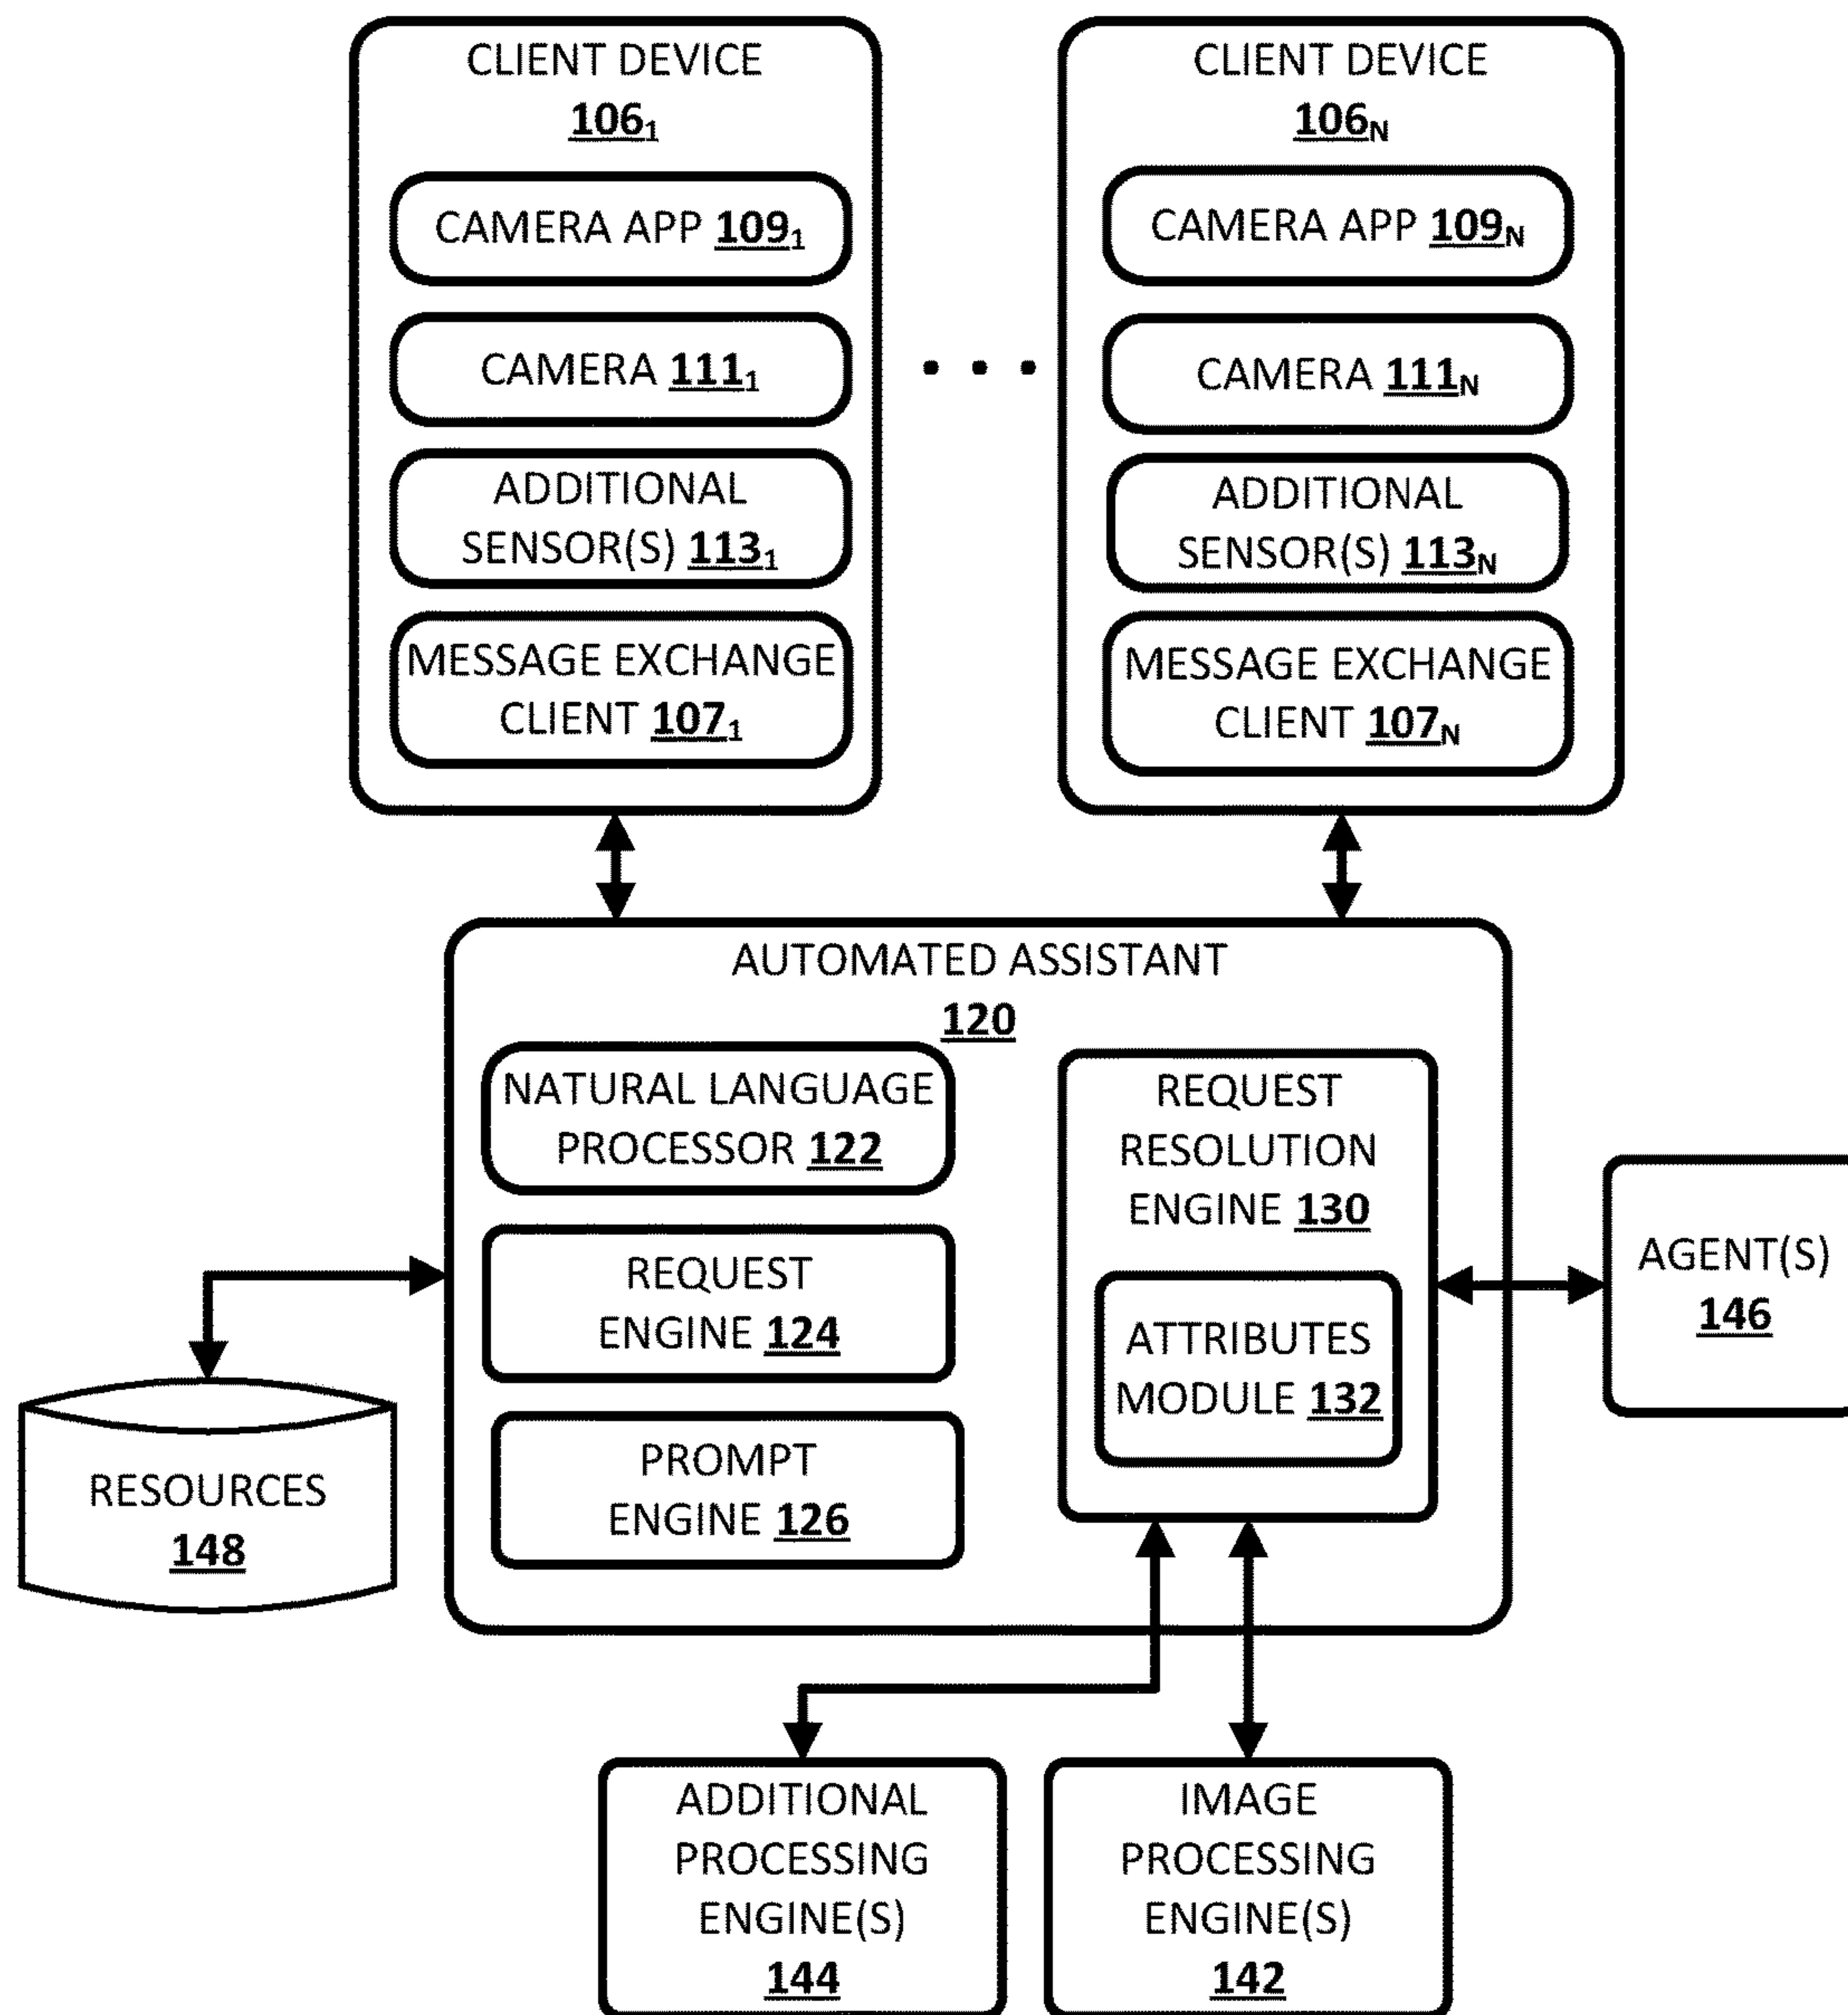 CLIENT DEVICE
106₁
CAMERA APP 109₁
CAMERA 111₁
ADDITIONAL
SENSOR(S) 113₁
MESSAGE EXCHANGE
CLIENT 107₁
. . .
CLIENT DEVICE
106N
CAMERA APP 109N
CAMERA 111N
ADDITIONAL
SENSOR(S) 113N
MESSAGE EXCHANGE
CLIENT 107N
AUTOMATED ASSISTANT
120
NATURAL LANGUAGE
PROCESSOR 122
REQUEST
ENGINE 124
PROMPT
ENGINE 126
REQUEST
RESOLUTION
ENGINE 130
ATTRIBUTES
MODULE 132
AGENT(S)
146
RESOURCES
148
ADDITIONAL
PROCESSING
ENGINE(S)
144
IMAGE
PROCESSING
ENGINE(S)
142